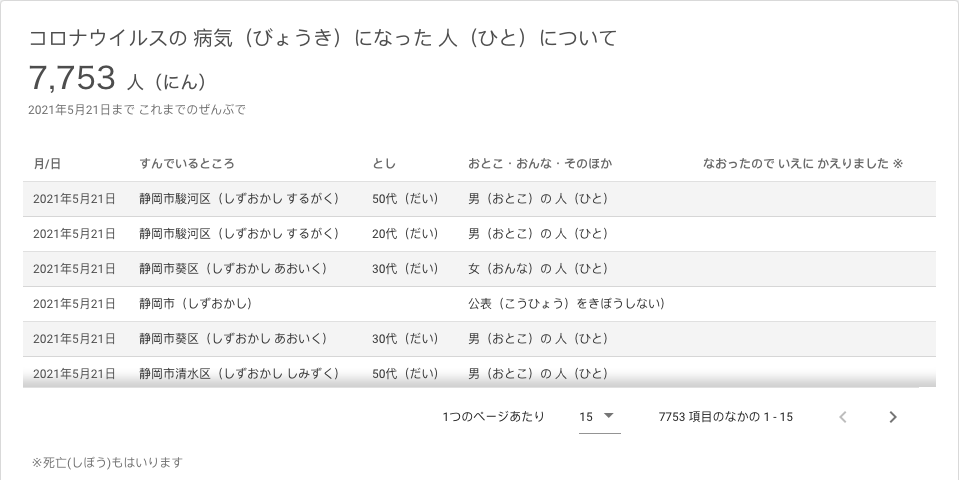 コロナウイルスの 病気（びょうき）になった 人（ひと）について
7,753 人（にん）
2021年5月21日まで これまでのぜんぶで
月/日 すんでいるところ とし おとこ・おんな・そのほか なおったので いえに かえりました ※
2021年5月21日 静岡市駿河区（しずおかし するがく） 50代（だい） 男（おとこ）の 人（ひと）
2021年5月21日 静岡市駿河区（しずおかし するがく） 20代（だい） 男（おとこ）の 人（ひと）
2021年5月21日 静岡市葵区（しずおかし あおいく） 30代（だい） 女（おんな）の 人（ひと）
2021年5月21日 静岡市（しずおかし） 公表（こうひょう）をきぼうしない）
2021年5月21日 静岡市葵区（しずおかし あおいく） 30代（だい） 男（おとこ）の 人（ひと）
2021年5月21日 静岡市清水区（しずおかし しみずく） 50代（だい） 男（おとこ）の 人（ひと）
1つのページあたり 15 7753 項目のなかの 1 - 15
※死亡(しぼう)もはいります